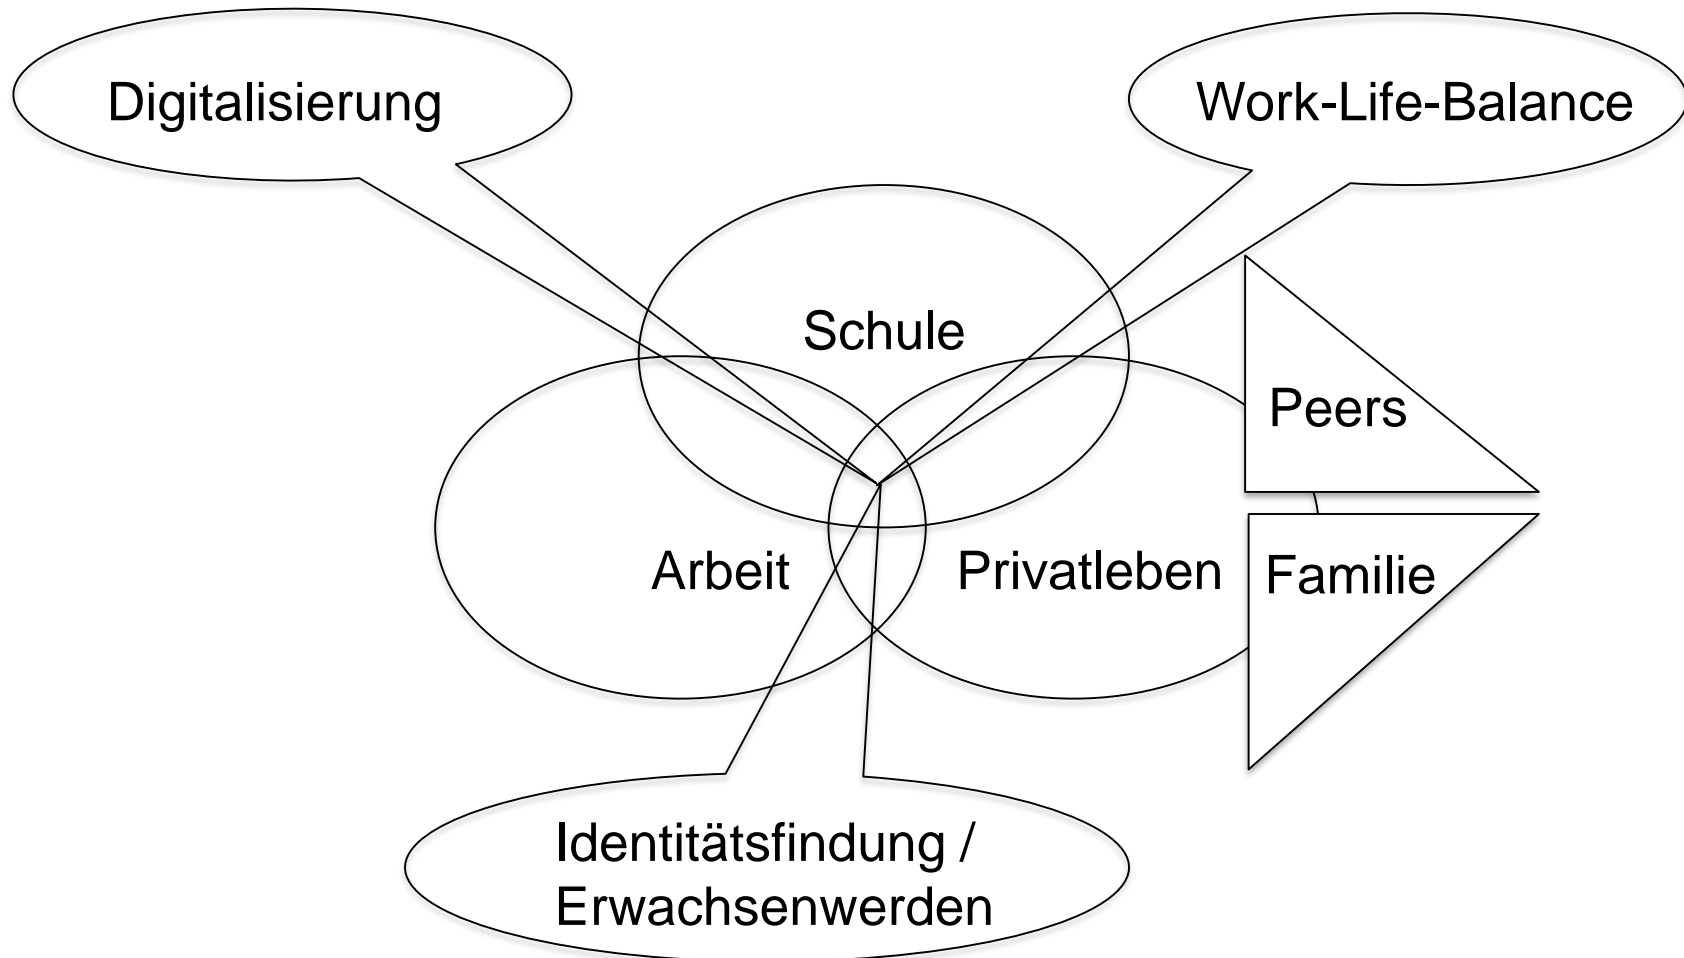 Digitalisierung
Work-Life-Balance
Schule
Peers
Arbeit
Privatleben
Familie
Identitätsfindung /
Erwachsenwerden